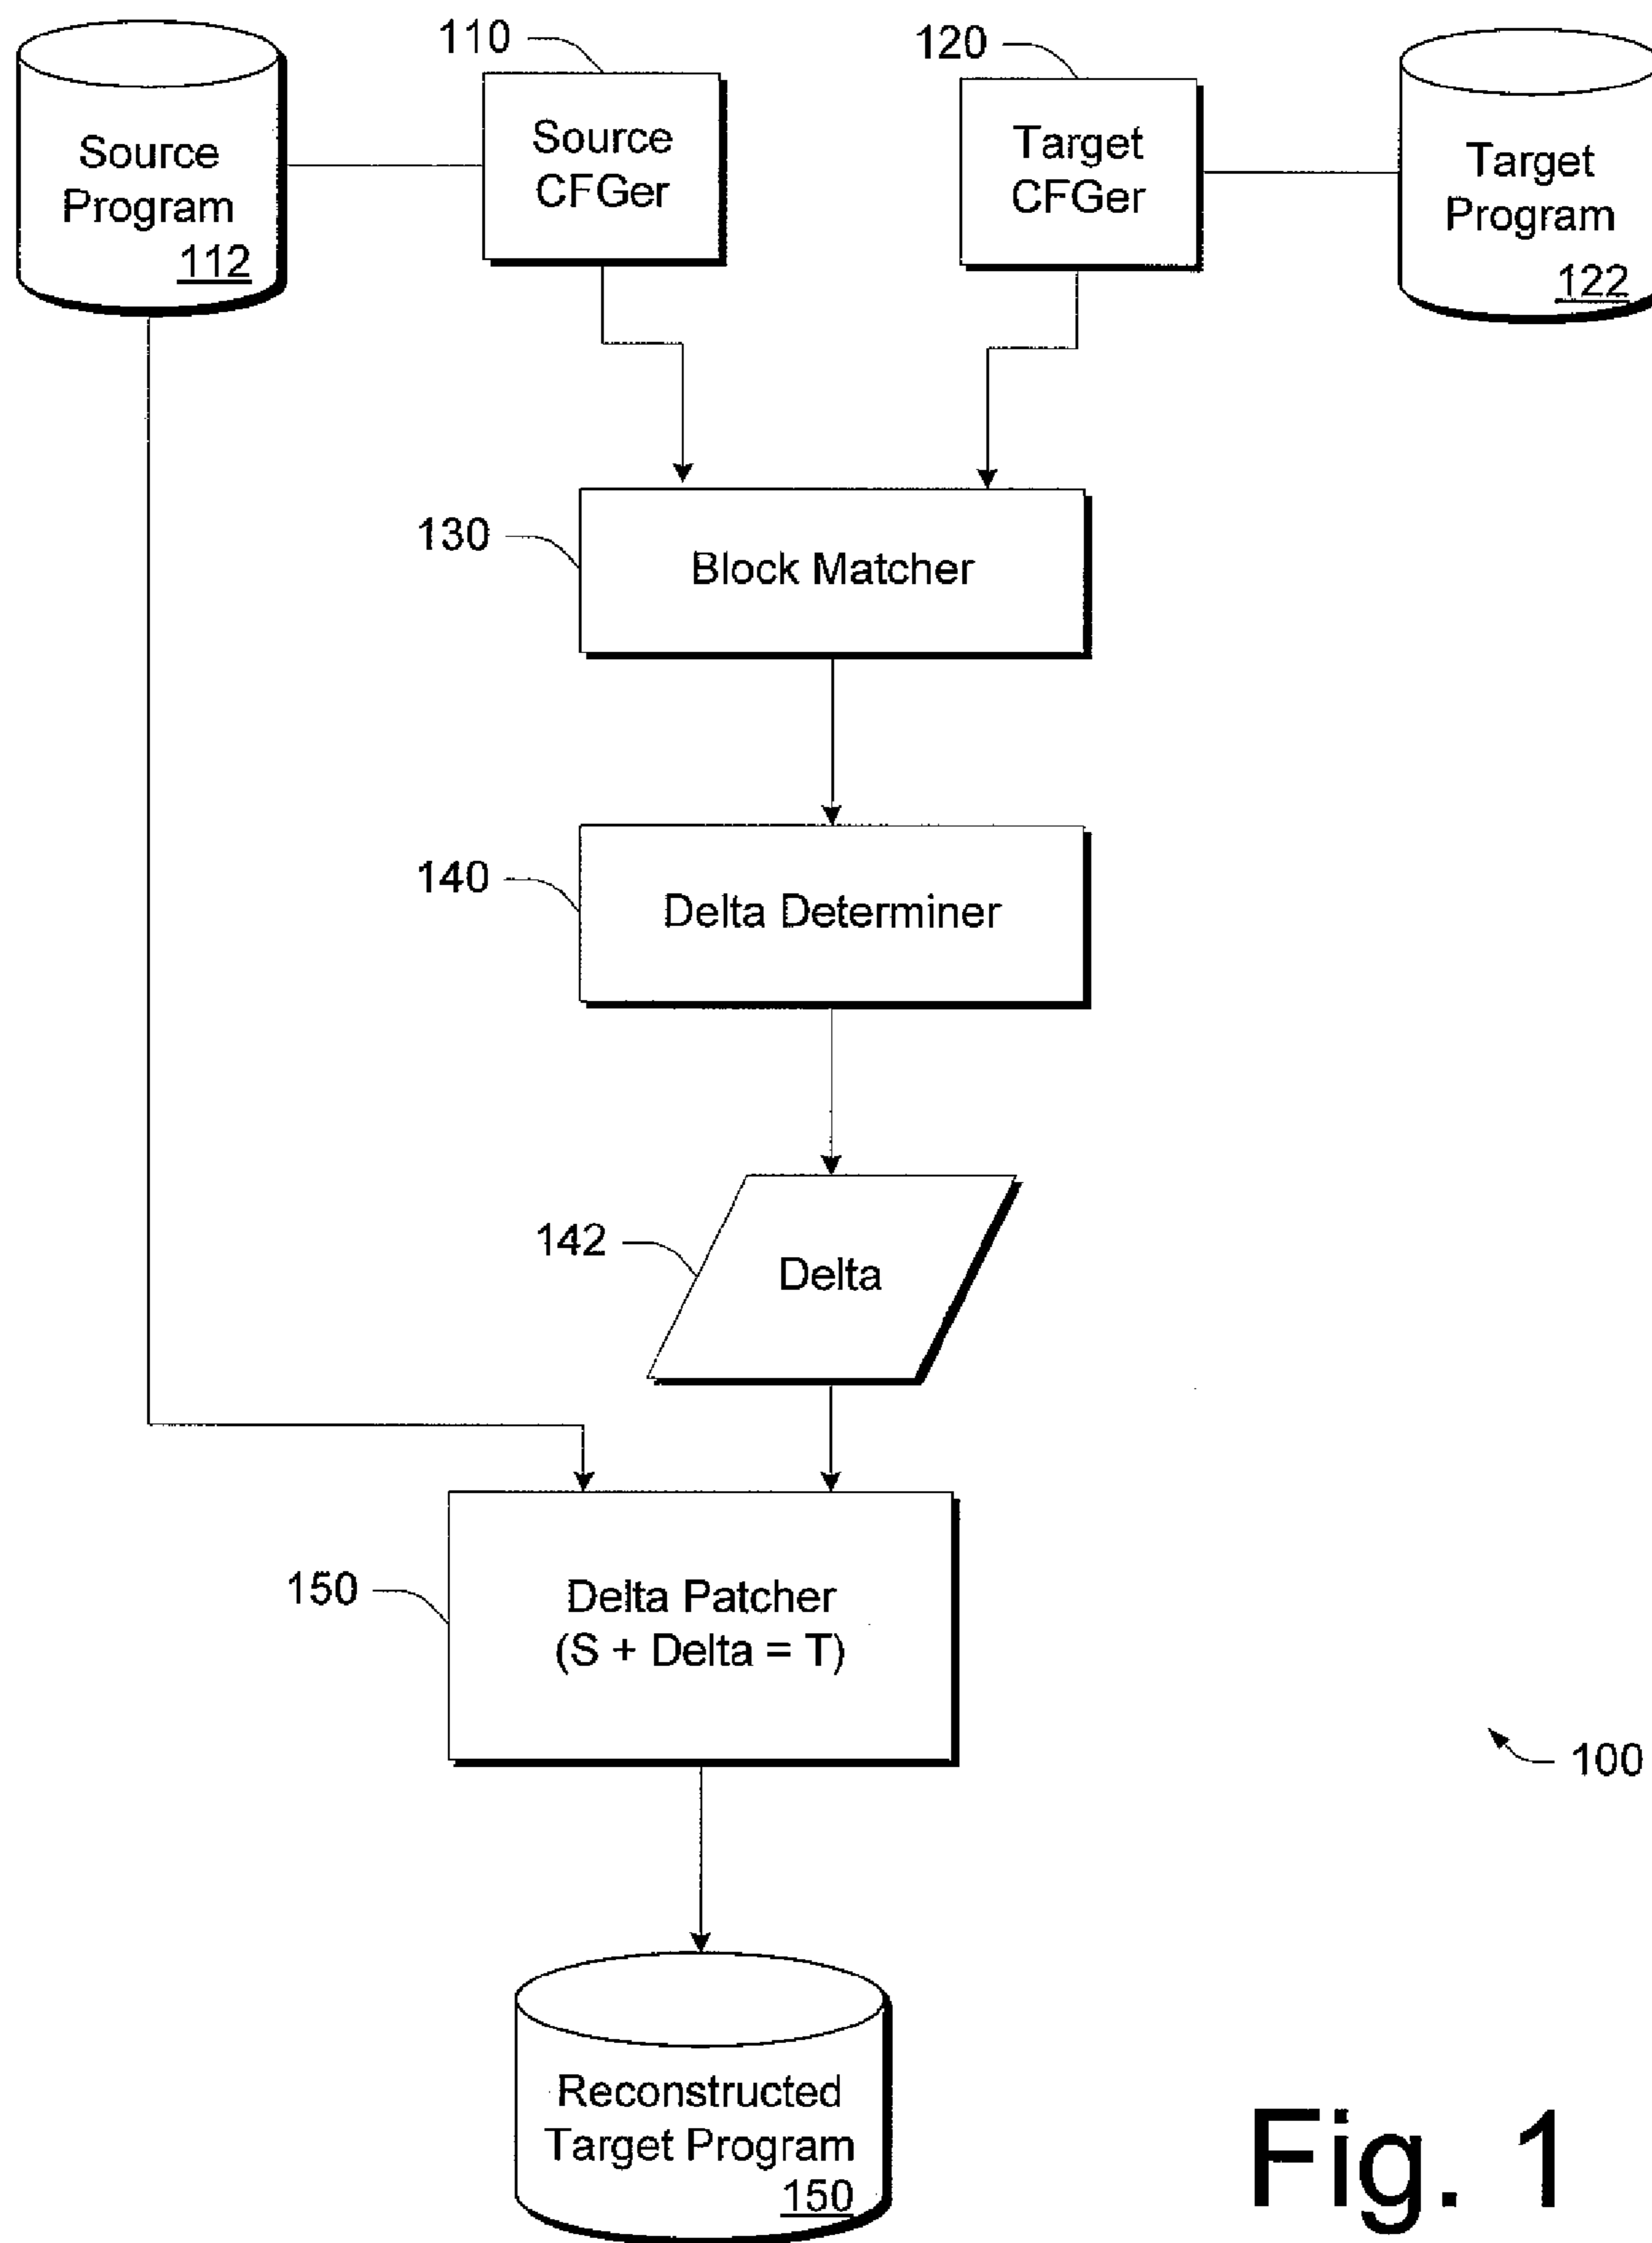 110
120
Source
Program
112
Source
CFGer
Target
CFGer
Target
Program
122
130
Block Matcher
140
Delta Determiner
142
Delta
150
Delta Patcher
(S + Delta = T)
100
Reconstructed
Target Program
150
Fig. 1